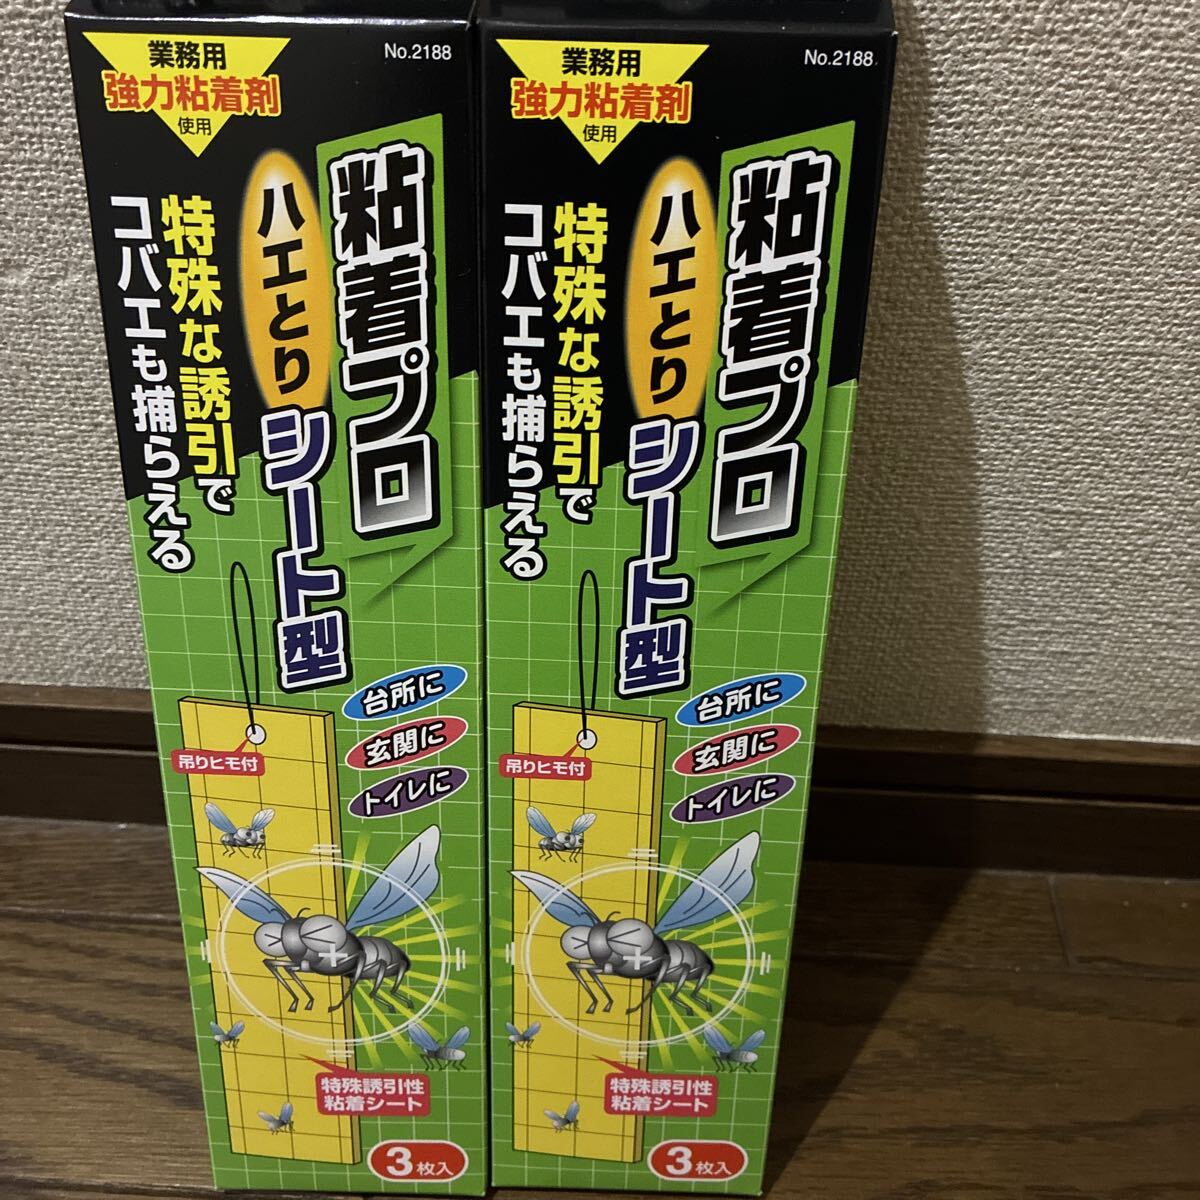 業務用
強力粘着剤
使用
No.2188
粘着プロ
ハエとり
シート型
特殊な誘引で
コバエも捕らえる
台所に
玄関に
トイレに
吊りヒモ付
特殊誘引性
粘着シート
3枚入
業務用
強力粘着剤
使用
No.2188
粘着プロ
ハエとり
シート型
特殊な誘引で
コバエも捕らえる
台所に
玄関に
トイレに
吊りヒモ付
特殊誘引性
粘着シート
3枚入